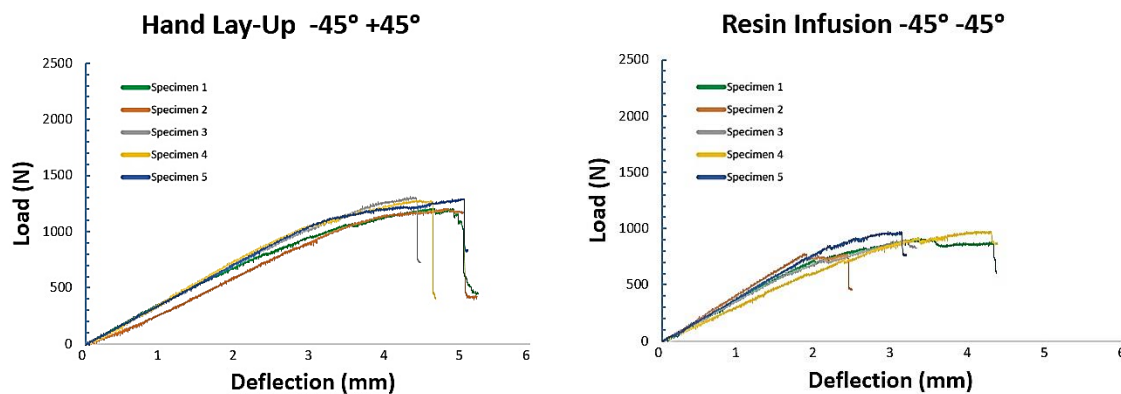 Hand Lay-Up -45° +45°
2500
2000
1500
1000
500
0
Load (N)
Specimen 1
Specimen 2
Specimen 3
Specimen 4
Specimen 5
0 1 2 3 4 5 6
Deflection (mm)
Resin Infusion -45° -45°
2500
2000
1500
1000
500
0
Load (N)
Specimen 1
Specimen 2
Specimen 3
Specimen 4
Specimen 5
0 1 2 3 4 5 6
Deflection (mm)